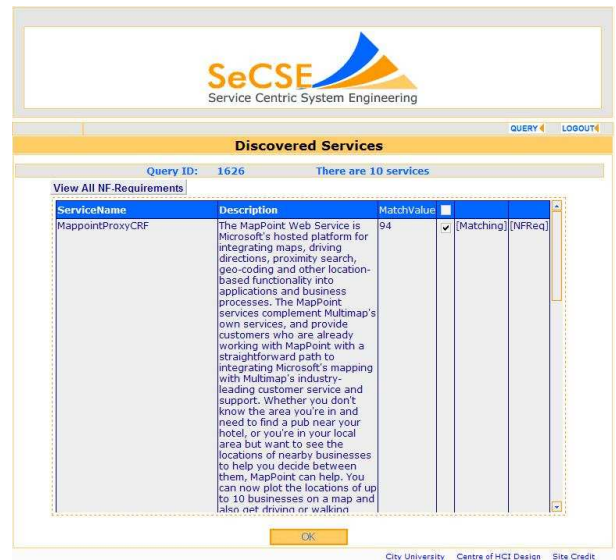 SeCSE
Service Centric System Engineering
QUERY LOGOUT
Discovered Services
Query ID: 1626 There are 10 services
View All NF-Requirements
ServiceName Description MatchValue
MappointProxyCRF The MapPoint Web Service is 94 [Matching] [NFReq]
Microsoft's hosted platform for
integrating maps, driving
directions, proximity search,
geo-coding and other location-
based functionality into
applications and business
processes. The MapPoint
services complement Multimap's
own services, and provide
customers who are already
working with MapPoint with a
straightforward path to
integrating Microsoft's mapping
with Multimap's industry-
leading customer service and
support. Whether you don't
know the area you're in and
need to find a pub near your
hotel, or you're in your local
area but want to see the
locations of nearby businesses
to help you decide between
them, MapPoint can help. You
can now plot the locations of up
to 10 businesses on a map and
also get driving or walking
OK
City University Centre of HCI Design Site Credit